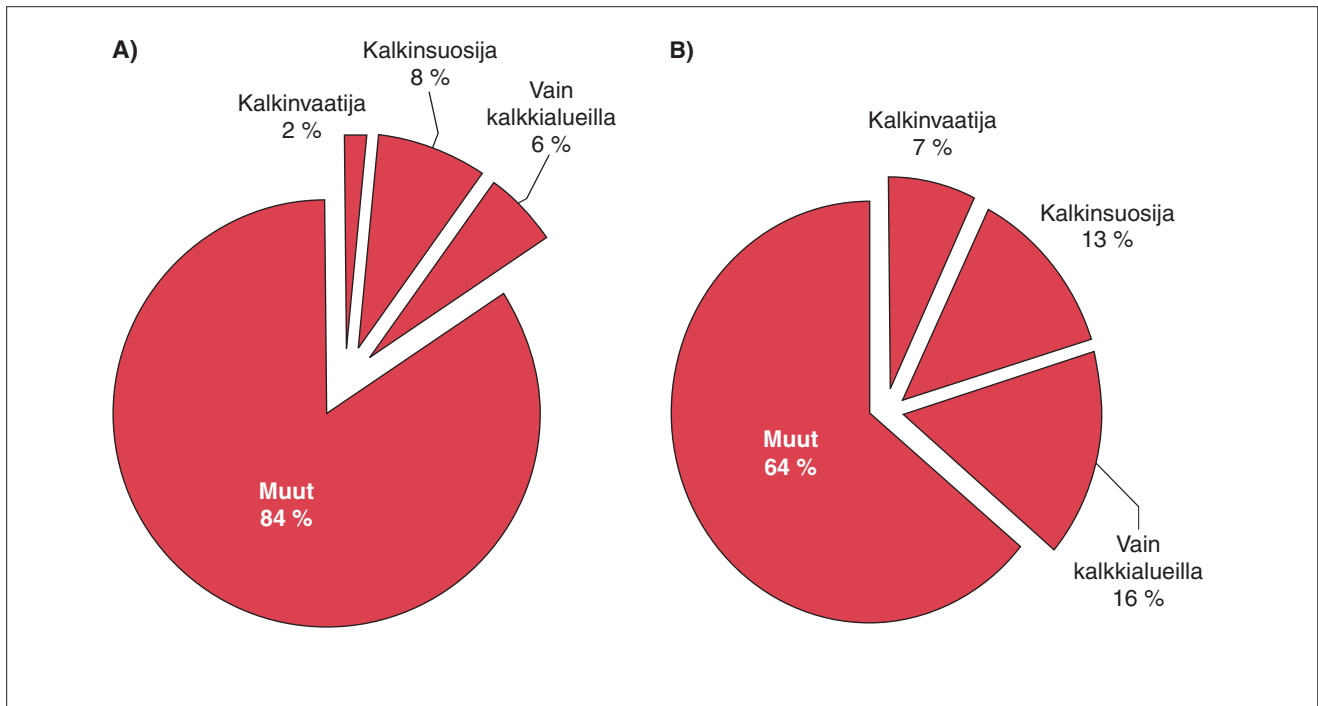 A)
Kalkinvaatija
2 %
Kalkinsuosija
8 %
Vain
kalkkialueilla
6 %
Muut
84 %
B)
Kalkinvaatija
7 %
Kalkinsuosija
13 %
Vain
kalkkialueilla
16 %
Muut
64 %